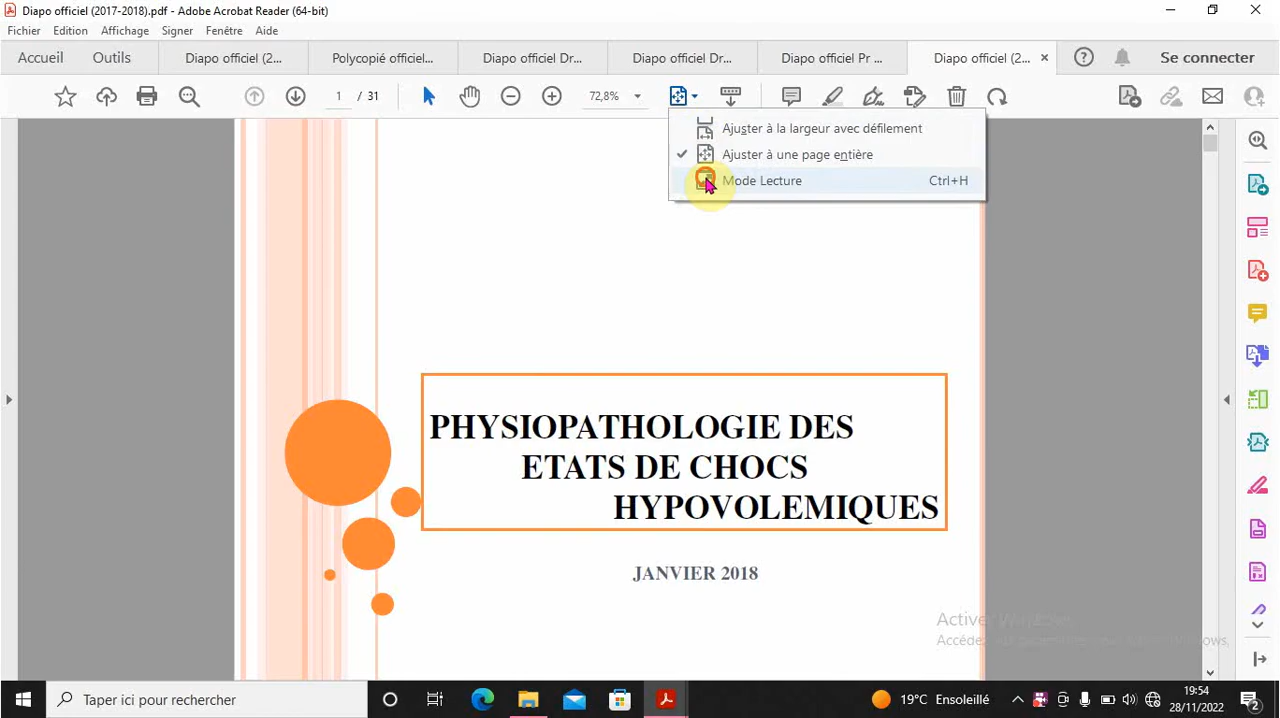 Diapo officiel (2017-2018).pdf - Adobe Acrobat Reader (64-bit)
Fichier Edition Affichage Signer Fenêtre Aide
Accueil Outils Diapo officiel (2... Polycopié officiel... Diapo officiel Dr... Diapo officiel Dr... Diapo officiel Pr ... Diapo officiel (2... Se connecter
1 / 31 72,8%
Ajuster à la largeur avec défilement
Ajuster à une page entière
Mode Lecture Ctrl+H
PHYSIOPATHOLOGIE DES
ETATS DE CHOCS
HYPOVOLEMIQUES
JANVIER 2018
Activer
Taper ici pour rechercher
19°C Ensoleillé
19:54
28/11/2022
2